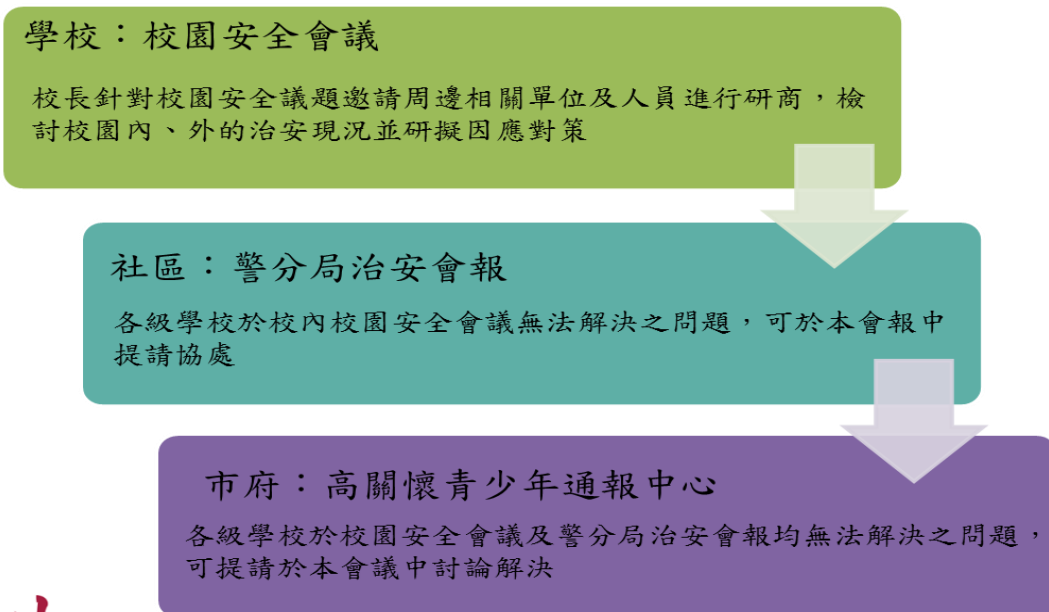 學校：校園安全會議
校長針對校園安全議題邀請周邊相關單位及人員進行研商，檢
討校園內、外的治安現況並研擬因應對策
社區：警分局治安會報
各級學校於校內校園安全會議無法解決之問題，可於本會報中
提請協處
市府：高關懷青少年通報中心
各級學校於校園安全會議及警分局治安會報均無法解決之問題，
可提請於本會議中討論解決